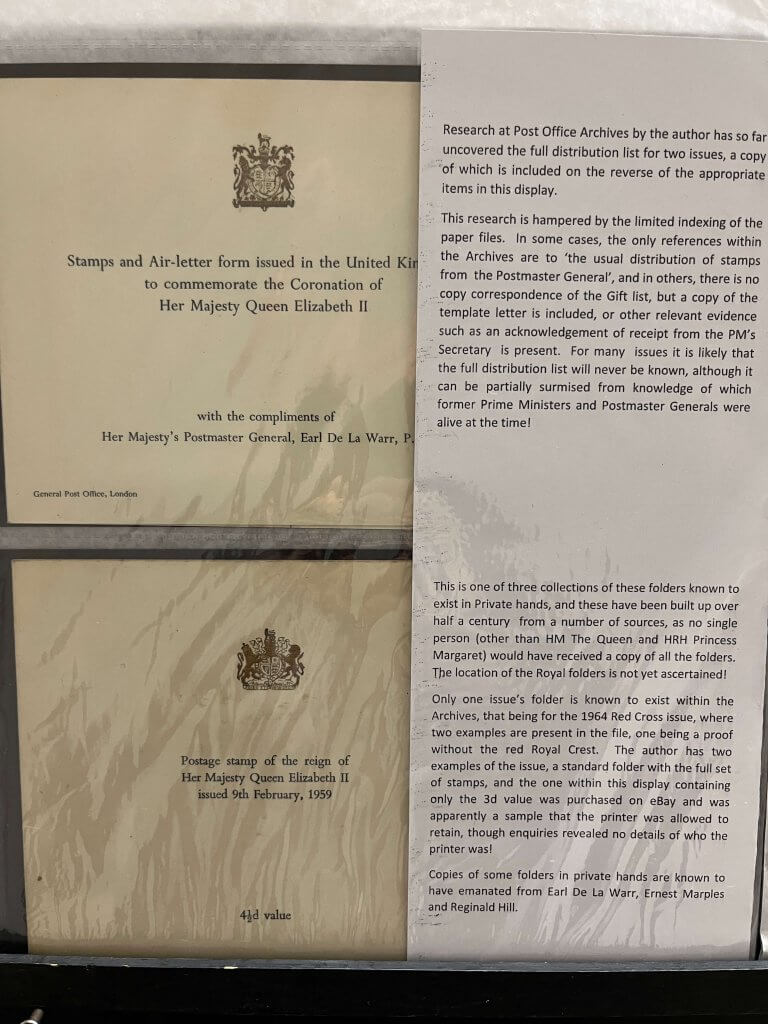 Stamps and Air-letter form issued in the United
to commemorate the Coronation of
Her Majesty Queen Elizabeth II
with the compliments of
Her Majesty's Postmaster General, Earl De La Warr, P.
General Post Office, London
Postage stamp of the reign of
Her Majesty Queen Elizabeth II
issued 9th February, 1959
4½d value
Research at Post Office Archives by the author has so far
uncovered the full distribution list for two issues, a copy
of which is included on the reverse of the appropriate
items in this display.
This research is hampered by the limited indexing of the
paper files. In some cases, the only references within
the Archives are to 'the usual distribution of stamps
from the Postmaster General', and in others, there is no
copy correspondence of the Gift list, but a copy of the
template letter is included, or other relevant evidence
such as an acknowledgement of receipt from the PM's
Secretary is present. For many issues it is likely that
the full distribution list will never be known, although it
can be partially surmised from knowledge of which
former Prime Ministers and Postmaster Generals were
alive at the time!
This is one of three collections of these folders known to
exist in Private hands, and these have been built up over
half a century from a number of sources, as no single
person (other than HM The Queen and HRH Princess
Margaret) would have received a copy of all the folders.
The location of the Royal folders is not yet ascertained!
Only one issue's folder is known to exist within the
Archives, that being for the 1964 Red Cross issue, where
two examples are present in the file, one being a proof
without the red Royal Crest. The author has two
examples of the issue, a standard folder with the full set
of stamps, and the one within this display containing
only the 3d value was purchased on eBay and was
apparently a sample that the printer was allowed to
retain, though enquiries revealed no details of who the
printer was!
Copies of some folders in private hands are known to
have emanated from Earl De La Warr, Ernest Marples
and Reginald Hill.